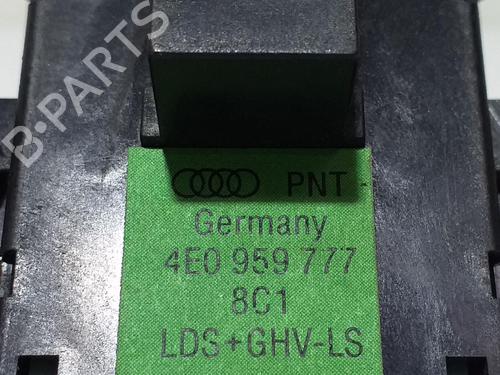 B-PARTS
PNT
Germany
4E0 959 777
8C1
LDS+GHV-LS